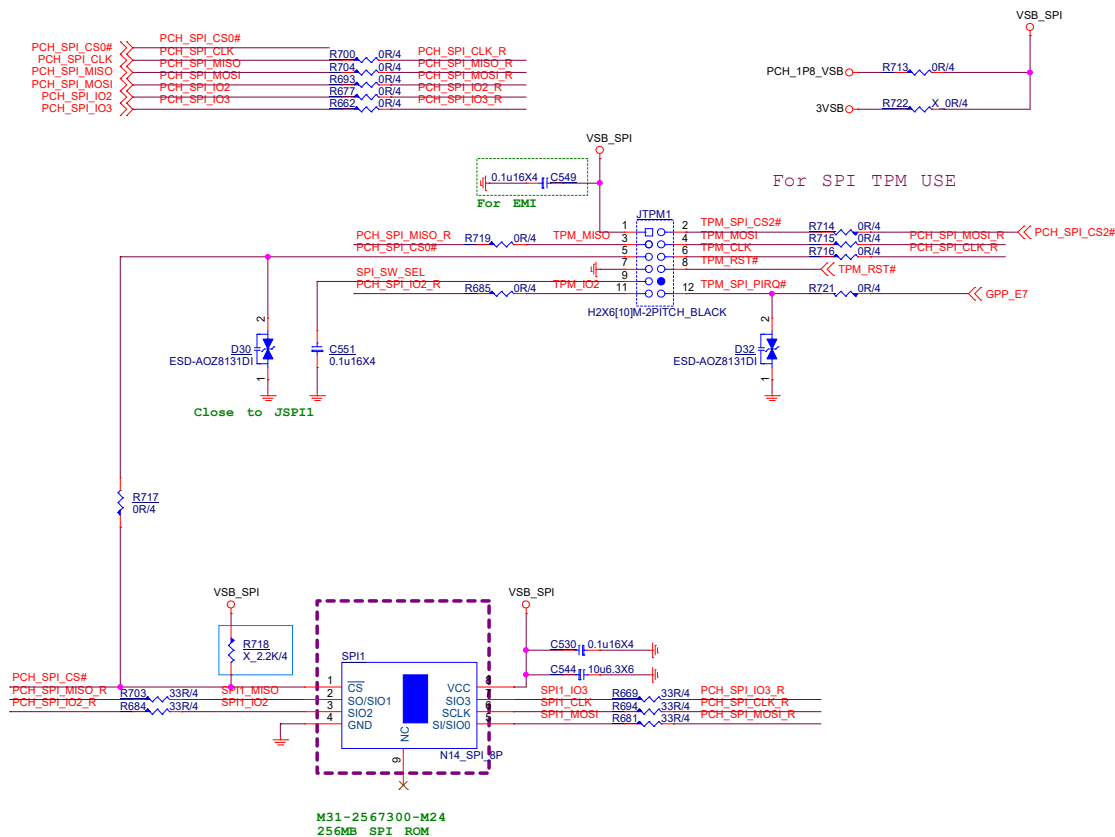 VSB_SPI
PCH_SPI_CS0# PCH_SPI_CS0#
PCH_SPI_CLK PCH_SPI_CLK R700 0R/4 PCH_SPI_CLK_R
PCH_SPI_MISO PCH_SPI_MISO R704 0R/4 PCH_SPI_MISO_R
PCH_SPI_MOSI PCH_SPI_MOSI R693 0R/4 PCH_SPI_MOSI_R
PCH_SPI_IO2 PCH_SPI_IO2 R677 0R/4 PCH_SPI_IO2_R
PCH_SPI_IO3 PCH_SPI_IO3 R662 0R/4 PCH_SPI_IO3_R
PCH_1P8_VSB R713 0R/4
3VSB R722 X_0R/4
VSB_SPI
0.1u16X4 C549
For EMI
For SPI TPM USE
JTPM1
1 2 TPM_SPI_CS2# R714 0R/4 PCH_SPI_CS2#
PCH_SPI_MISO_R R719 0R/4 TPM_MISO 3 4 TPM_MOSI R715 0R/4 PCH_SPI_MOSI_R
PCH_SPI_CS0# 5 6 TPM_CLK R716 0R/4 PCH_SPI_CLK_R
7 8 TPM_RST# TPM_RST#
SPI_SW_SEL 9
PCH_SPI_IO2_R R685 0R/4 TPM_IO2 11 12 TPM_SPI_PIRQ# R721 0R/4 GPP_E7
H2X6[10]M-2PITCH_BLACK
2 2
D30 C551 D32
ESD-AOZ8131DI 0.1u16X4 ESD-AOZ8131DI
1 1
Close to JSPI1
R717
0R/4
VSB_SPI VSB_SPI
R718
X_2.2K/4
C530 0.1u16X4
C544 10u6.3X6
SPI1
PCH_SPI_CS# 1 CS VCC 8
PCH_SPI_MISO_R R703 33R/4 SPI1_MISO 2 SO/SIO1 SIO3 7 SPI1_IO3 R669 33R/4 PCH_SPI_IO3_R
PCH_SPI_IO2_R R684 33R/4 SPI1_IO2 3 SIO2 SCLK 6 SPI1_CLK R694 33R/4 PCH_SPI_CLK_R
4 GND SI/SIO0 5 SPI1_MOSI R681 33R/4 PCH_SPI_MOSI_R
NC
9
N14_SPI_8P
M31-2567300-M24
256MB SPI ROM